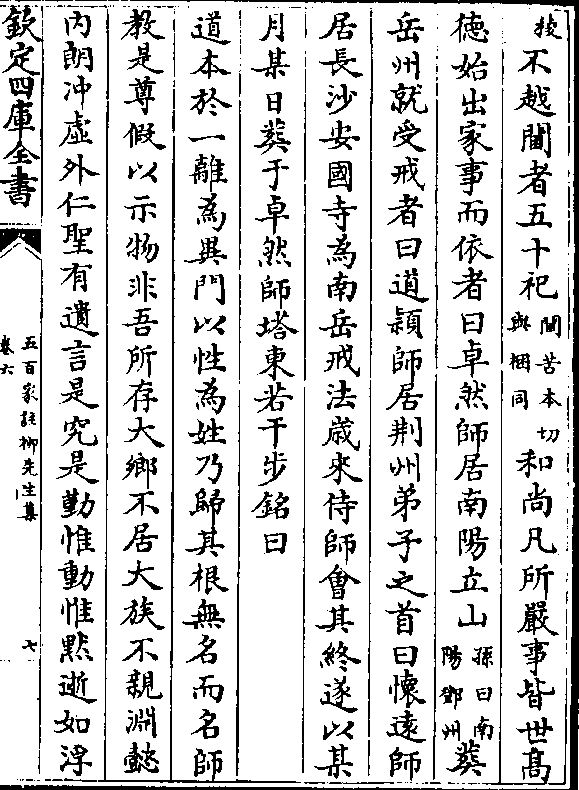 按不越閫者五十祀閫苦本切與梱同和尚凡所嚴事皆世髙
德始出家事而依者曰卓然師居南陽立山孫曰南陽鄧州葬
岳州就受戒者曰道穎師居荆州弟子之首曰懷逺師
居長沙安國寺為南岳戒法歳來侍師會其終遂以某
月某日葬于卓然師塔東若干步銘曰
道本於一離為異門以性為姓乃歸其根無名而名師
教是尊假以示物非吾所存大鄉不居大族不親淵懿
内朗冲虛外仁聖有遺言是究是勤惟動惟黙逝如浮
欽定四庫全書
五百家註柳先生集
卷六
七